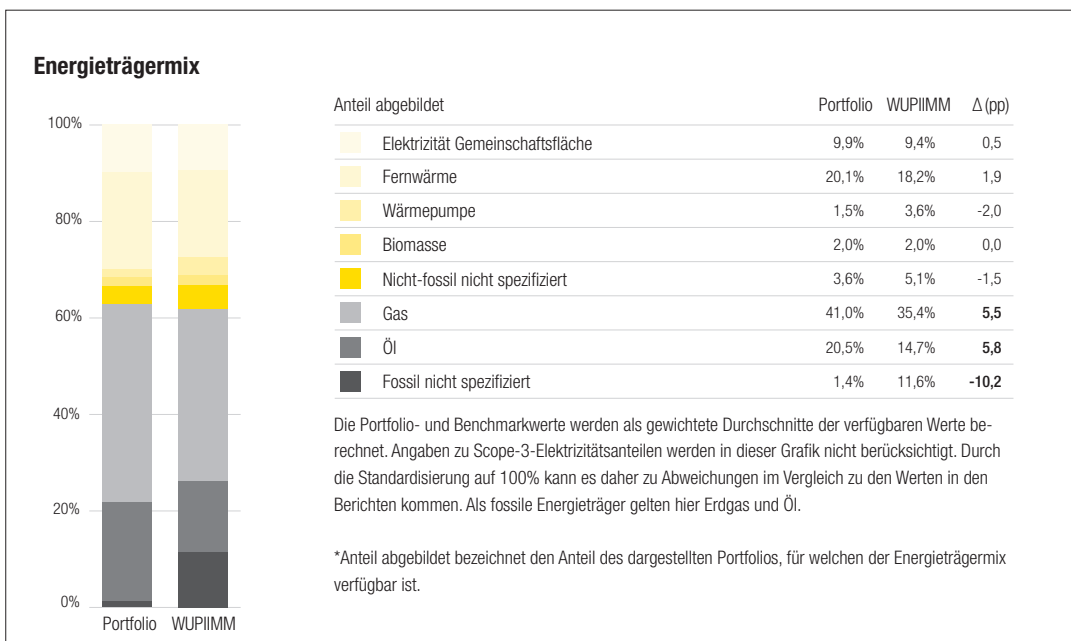 Energieträgermix
100%
80%
60%
40%
20%
0%
Portfolio WUPIIMM
Anteil abgebildet Portfolio WUPIIMM Δ (pp)
Elektrizität Gemeinschaftsfläche 9,9% 9,4% 0,5
Fernwärme 20,1% 18,2% 1,9
Wärmepumpe 1,5% 3,6% -2,0
Biomasse 2,0% 2,0% 0,0
Nicht-fossil nicht spezifiziert 3,6% 5,1% -1,5
Gas 41,0% 35,4% 5,5
Öl 20,5% 14,7% 5,8
Fossil nicht spezifiziert 1,4% 11,6% -10,2
Die Portfolio- und Benchmarkwerte werden als gewichtete Durchschnitte der verfügbaren Werte be-
rechnet. Angaben zu Scope-3-Elektrizitätsanteilen werden in dieser Grafik nicht berücksichtigt. Durch
die Standardisierung auf 100% kann es daher zu Abweichungen im Vergleich zu den Werten in den
Berichten kommen. Als fossile Energieträger gelten hier Erdgas und Öl.
*Anteil abgebildet bezeichnet den Anteil des dargestellten Portfolios, für welchen der Energieträgermix
verfügbar ist.